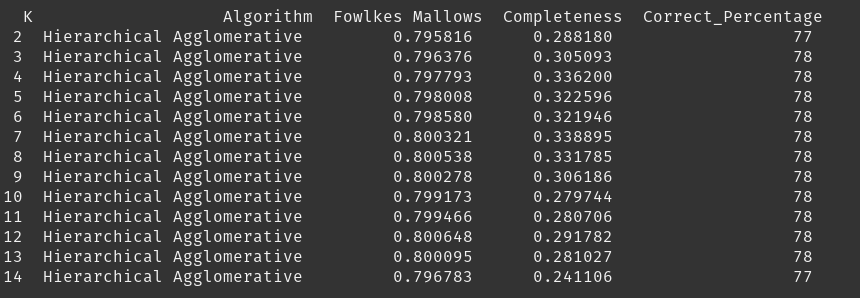 K Algorithm Fowlkes Mallows Completeness Correct_Percentage
2 Hierarchical Agglomerative 0.795816 0.288180 77
3 Hierarchical Agglomerative 0.796376 0.305093 78
4 Hierarchical Agglomerative 0.797793 0.336200 78
5 Hierarchical Agglomerative 0.798008 0.322596 78
6 Hierarchical Agglomerative 0.798580 0.321946 78
7 Hierarchical Agglomerative 0.800321 0.338895 78
8 Hierarchical Agglomerative 0.800538 0.331785 78
9 Hierarchical Agglomerative 0.800278 0.306186 78
10 Hierarchical Agglomerative 0.799173 0.279744 78
11 Hierarchical Agglomerative 0.799466 0.280706 78
12 Hierarchical Agglomerative 0.800648 0.291782 78
13 Hierarchical Agglomerative 0.800095 0.281027 78
14 Hierarchical Agglomerative 0.796783 0.241106 77